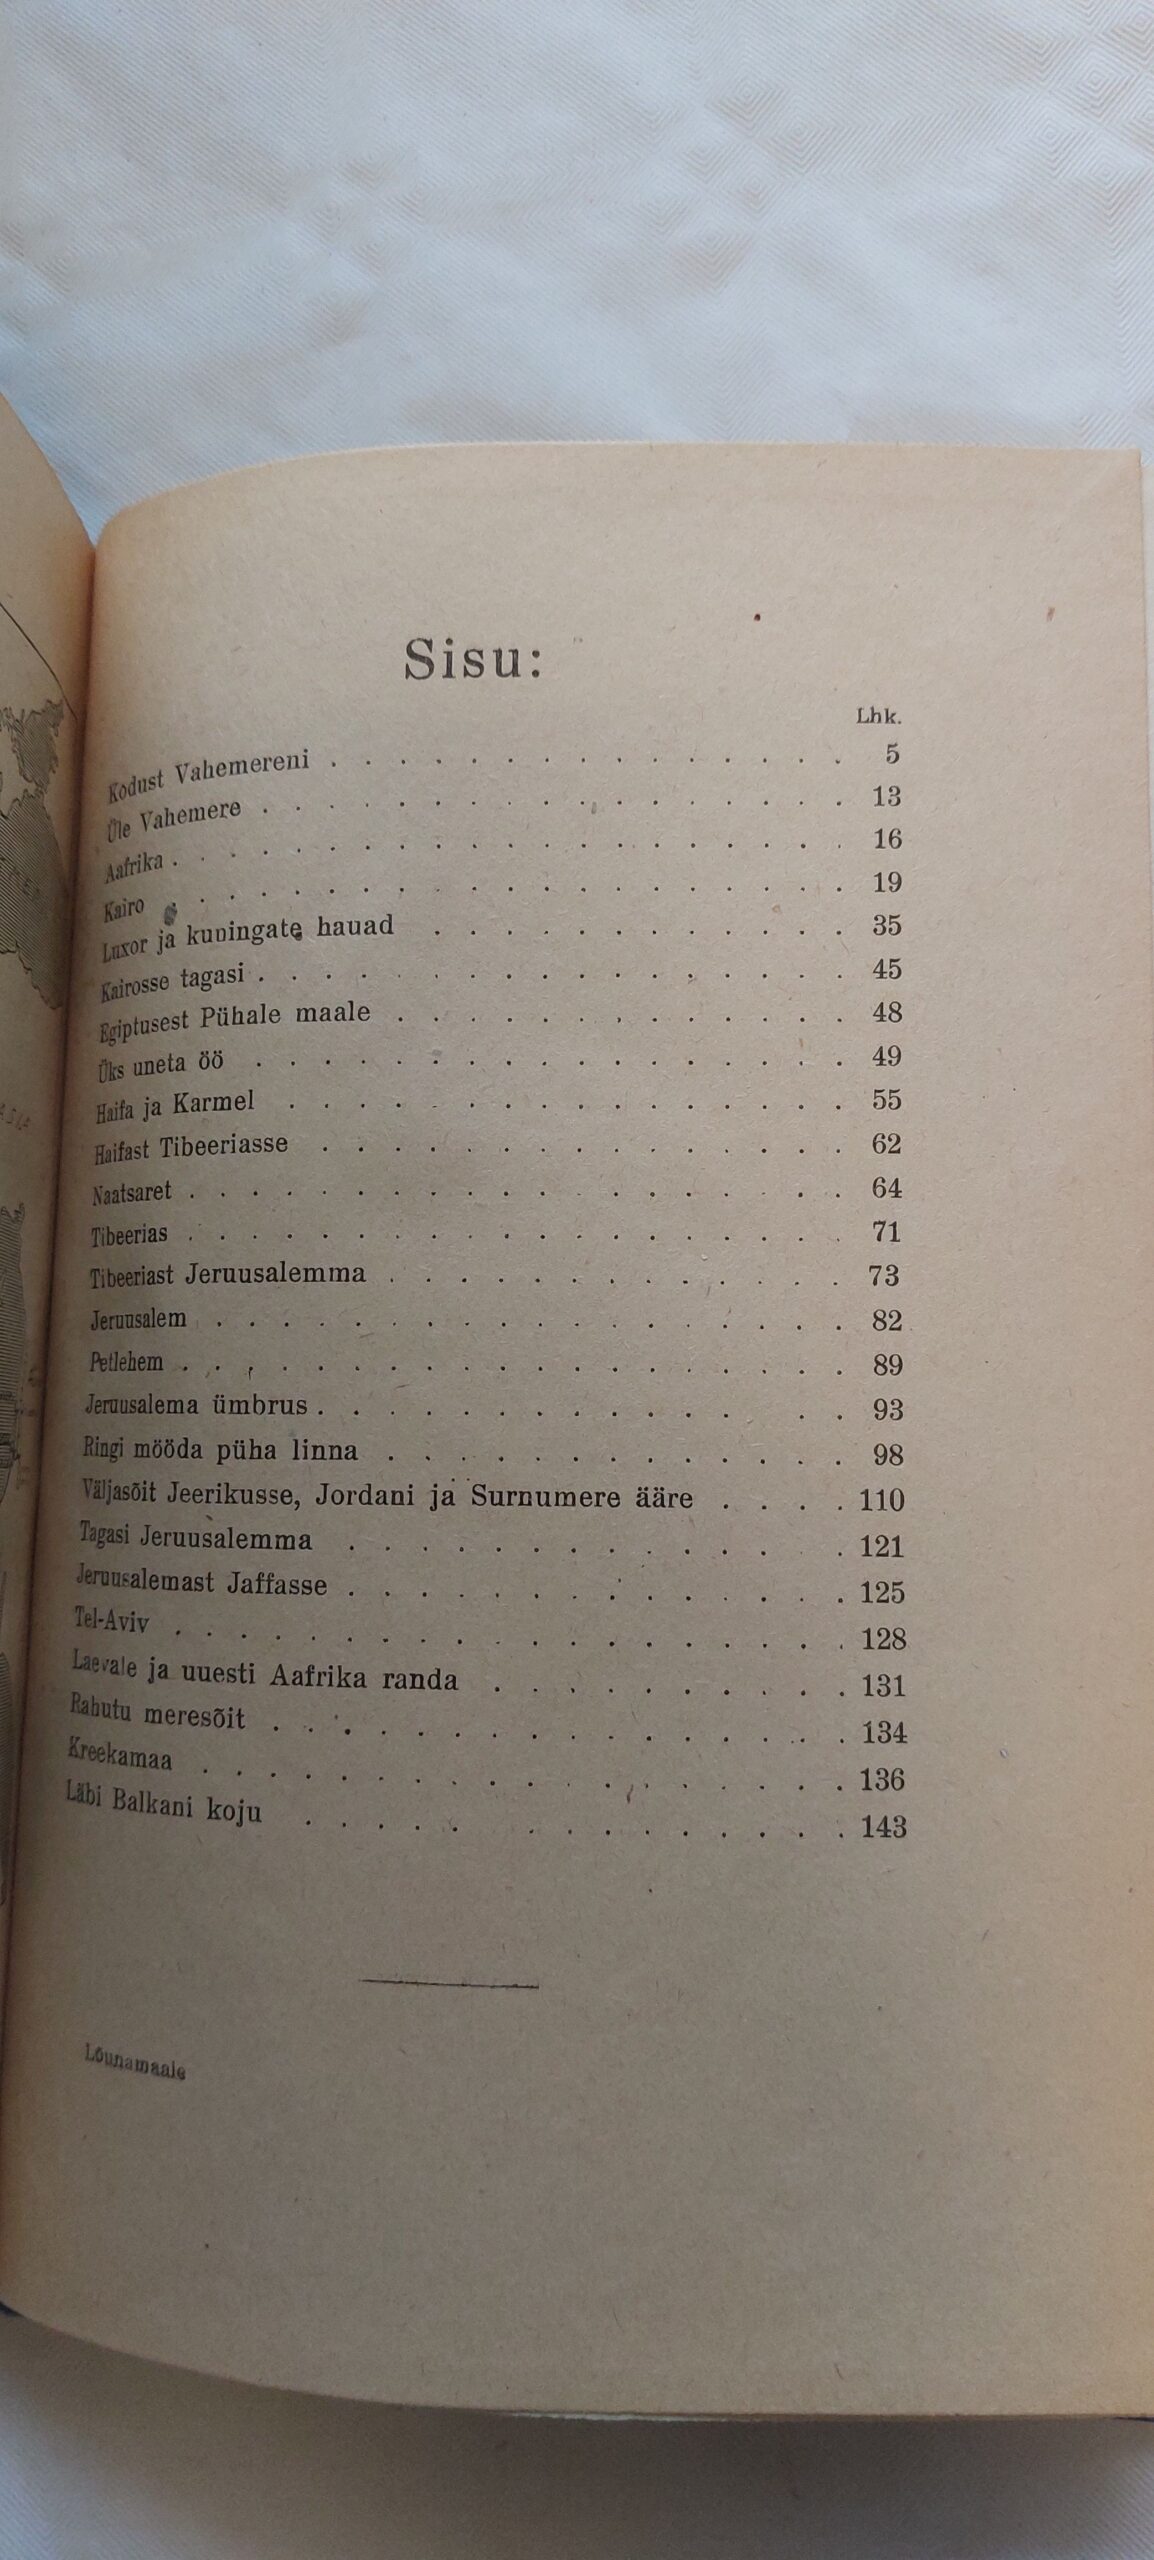 Sisu:
Lhk.
Kodust Vahemereni . . . . . . . . . . . . . . . 5
Üle Vahemere . . . . . . . . . . . . . . . . . 13
Aafrika . . . . . . . . . . . . . . . . . . . . 16
Kairo . . . . . . . . . . . . . . . . . . . . 19
Luxor ja kuningate hauad . . . . . . . . . . . . 35
Kairosse tagasi . . . . . . . . . . . . . . . . . 45
Egiptusest Pühale maale . . . . . . . . . . . . . 48
Üks uneta öö . . . . . . . . . . . . . . . . . 49
Haifa ja Karmel . . . . . . . . . . . . . . . . 55
Haifast Tibeeriasse . . . . . . . . . . . . . . . 62
Naatsaret . . . . . . . . . . . . . . . . . . . 64
Tibeerias . . . . . . . . . . . . . . . . . . . 71
Tibeeriast Jeruusalemma . . . . . . . . . . . . . 73
Jeruusalem . . . . . . . . . . . . . . . . . . 82
Petlehem . . . . . . . . . . . . . . . . . . . 89
Jeruusalema ümbrus . . . . . . . . . . . . . . . 93
Ringi mööda püha linna . . . . . . . . . . . . . 98
Väljasõit Jeerikusse, Jordani ja Surnumere ääre . . . . 110
Tagasi Jeruusalemma . . . . . . . . . . . . . 121
Jeruusalemast Jaffasse . . . . . . . . . . . . . . 125
Tel-Aviv . . . . . . . . . . . . . . . . . . . 128
Laevale ja uuesti Aafrika randa . . . . . . . . . . 131
Rahutu meresõit . . . . . . . . . . . . . . . . 134
Kreekamaa . . . . . . . . . . . . . . . . . . 136
Läbi Balkani koju . . . . . . . . . . . . . . 143
Lõunamaale